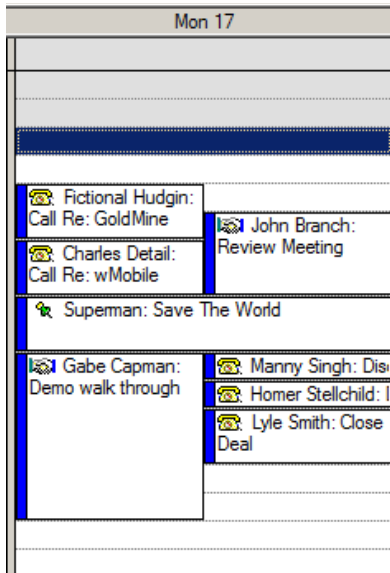 Mon 17
Fictional Hudgin:
Call Re: GoldMine
John Branch:
Review Meeting
Charles Detail:
Call Re: wMobile
Superman: Save The World
Gabe Capman:
Demo walk through
Manny Singh:
Homer Stellchild:
Lyle Smith: Close
Deal